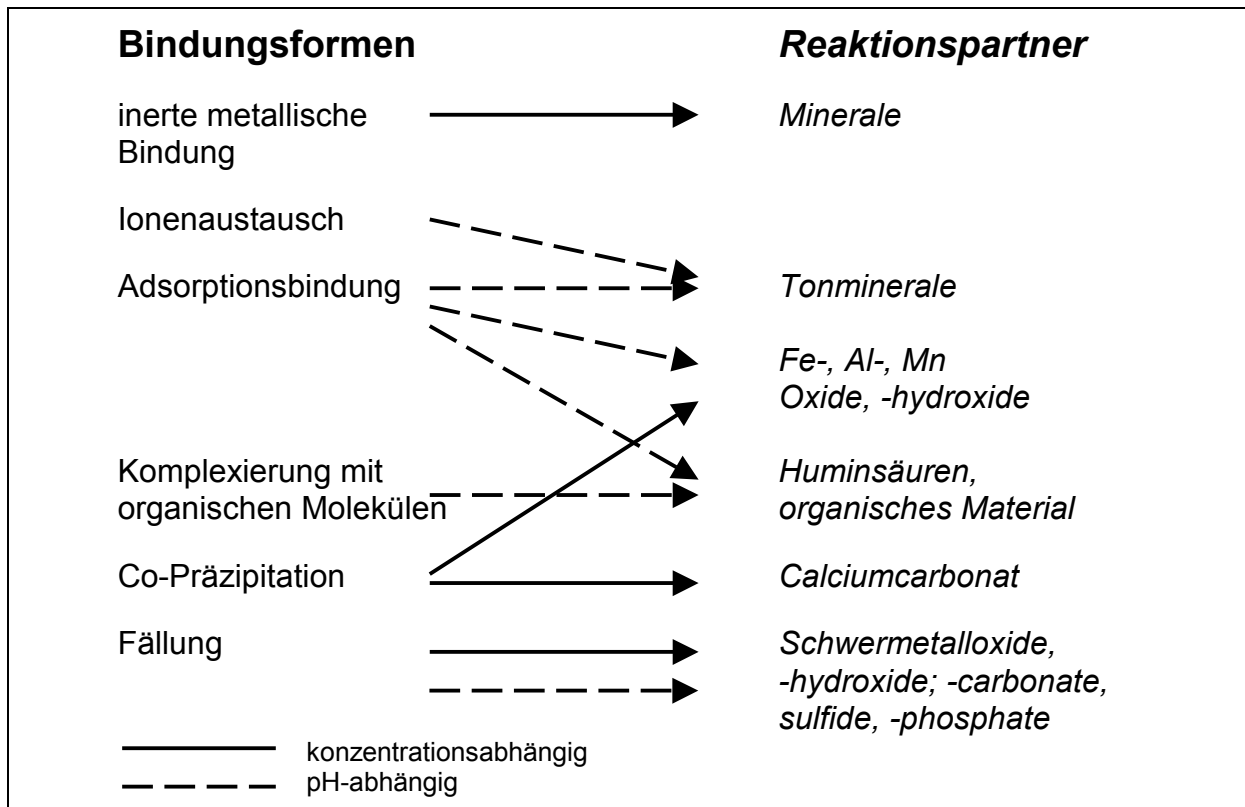 Bindungsformen
Reaktionspartner
inerte metallische
Bindung
Minerale
Ionenaustausch
Adsorptionsbindung
Tonminerale
Fe-, Al-, Mn
Oxide, -hydroxide
Komplexierung mit
organischen Molekülen
Huminsäuren,
organisches Material
Co-Präzipitation
Calciumcarbonat
Fällung
Schwermetalloxide,
-hydroxide; -carbonate,
sulfide, -phosphate
konzentrationsabhängig
pH-abhängig